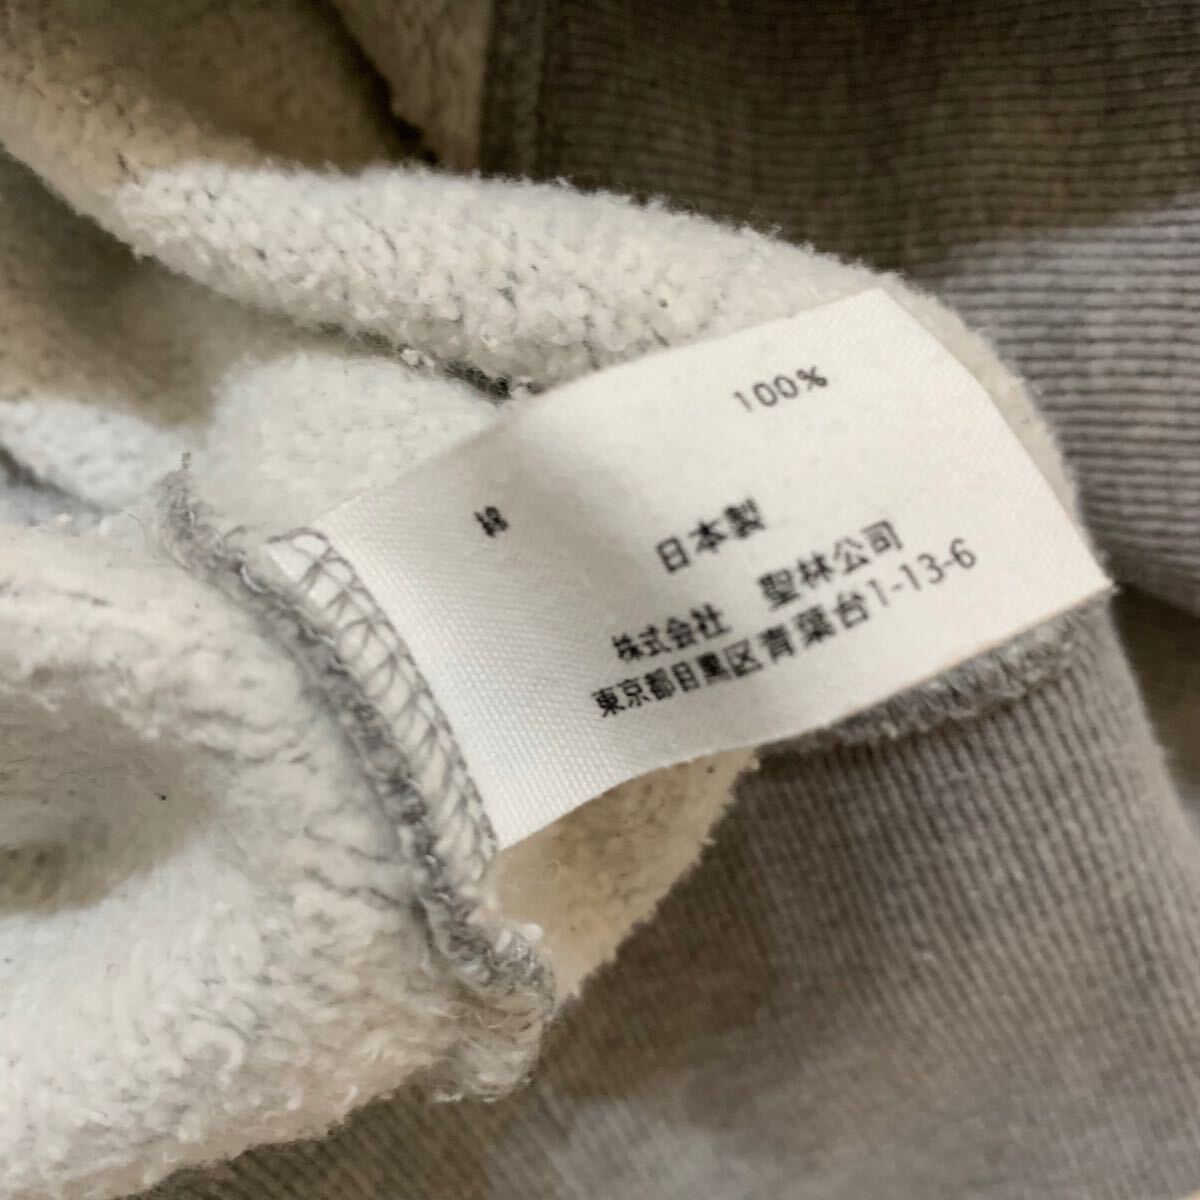 綿 100%
日本製
株式会社 聖林公司
東京都目黒区青葉台1-13-6